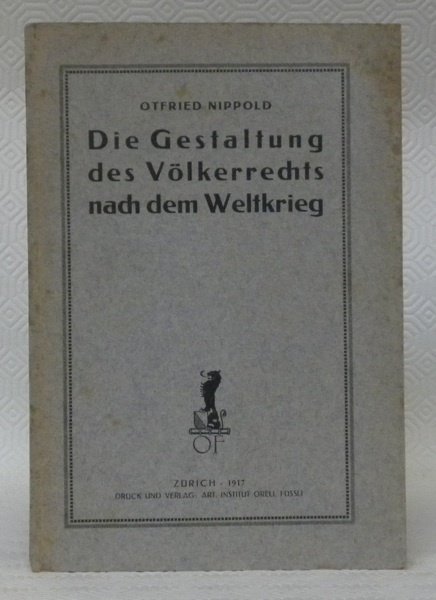 OTFRIED NIPPOLD
Die Gestaltung
des Völkerrechts
nach dem Weltkrieg
OF
ZÜRICH - 1917
DRUCK UND VERLAG: ART. INSTITUT ORELL FÜSSLI